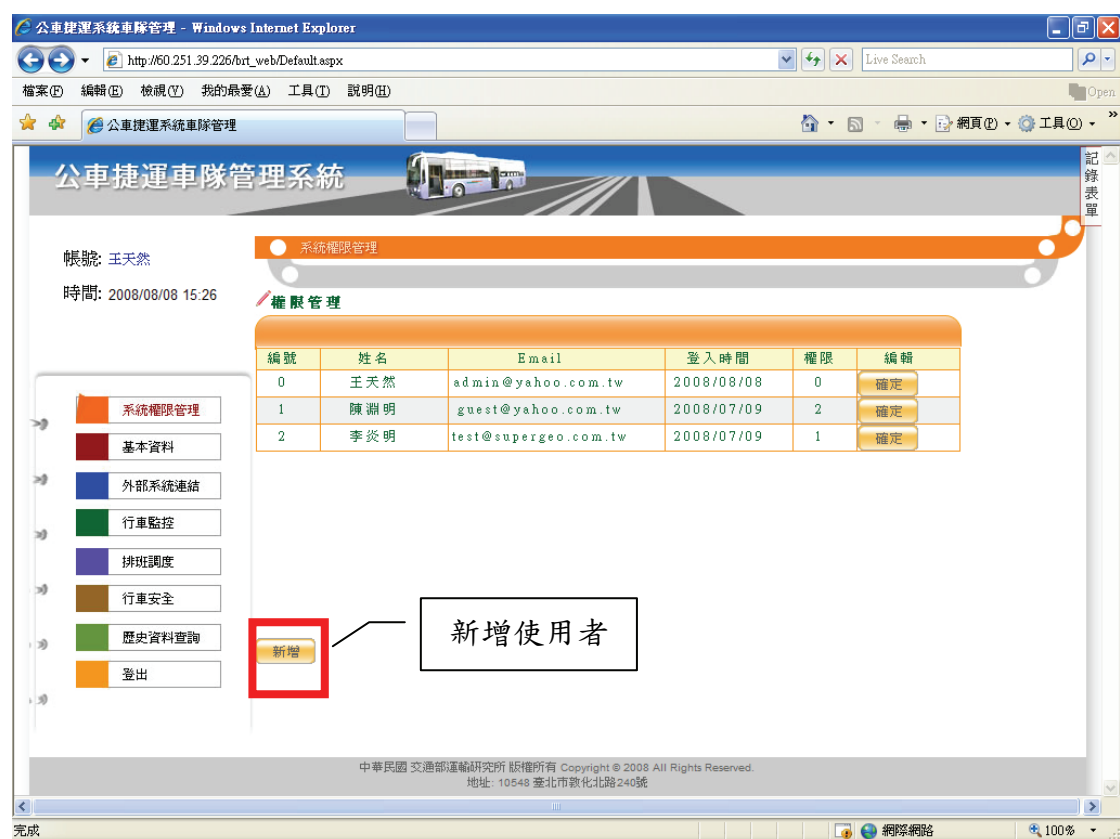 公車捷運系統車隊管理 - Windows Internet Explorer
http://60.251.39.226/brt_web/Default.aspx
Live Search
檔案(F) 編輯(E) 檢視(V) 我的最愛(A) 工具(T) 說明(H)
Open
公車捷運系統車隊管理
網頁(P) 工具(O) »
公車捷運車隊管理系統
記錄表單
帳號: 王天然
時間: 2008/08/08 15:26
系統權限管理
權限管理
編號 姓名 Email 登入時間 權限 編輯
0 王天然 admin@yahoo.com.tw 2008/08/08 0 確定
1 陳淵明 guest@yahoo.com.tw 2008/07/09 2 確定
2 李炎明 test@supergeo.com.tw 2008/07/09 1 確定
系統權限管理
基本資料
外部系統連結
行車監控
排班調度
行車安全
歷史資料查詢
登出
新增
新增使用者
中華民國 交通部運輸研究所 版權所有 Copyright © 2008 All Rights Reserved.
地址: 10548 臺北市敦化北路240號
完成
網際網路
100%